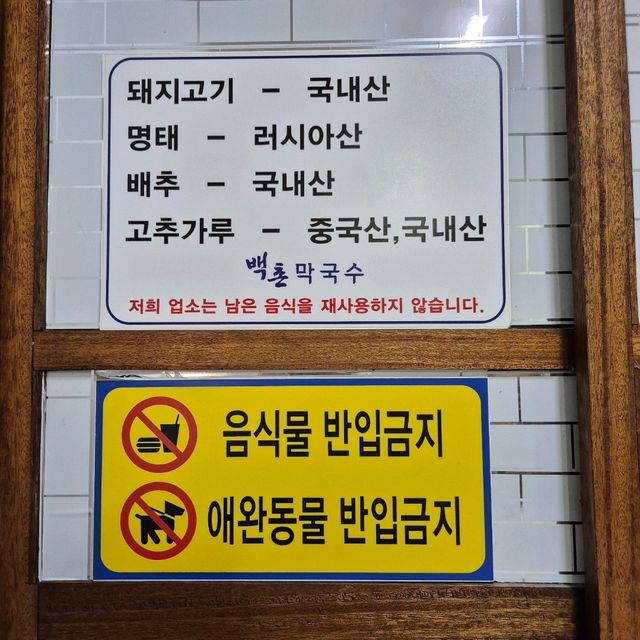 돼지고기 - 국내산
명태 - 러시아산
배추 - 국내산
고추가루 - 중국산,국내산
백촌막국수
저희 업소는 남은 음식을 재사용하지 않습니다.
음식물 반입금지
애완동물 반입금지